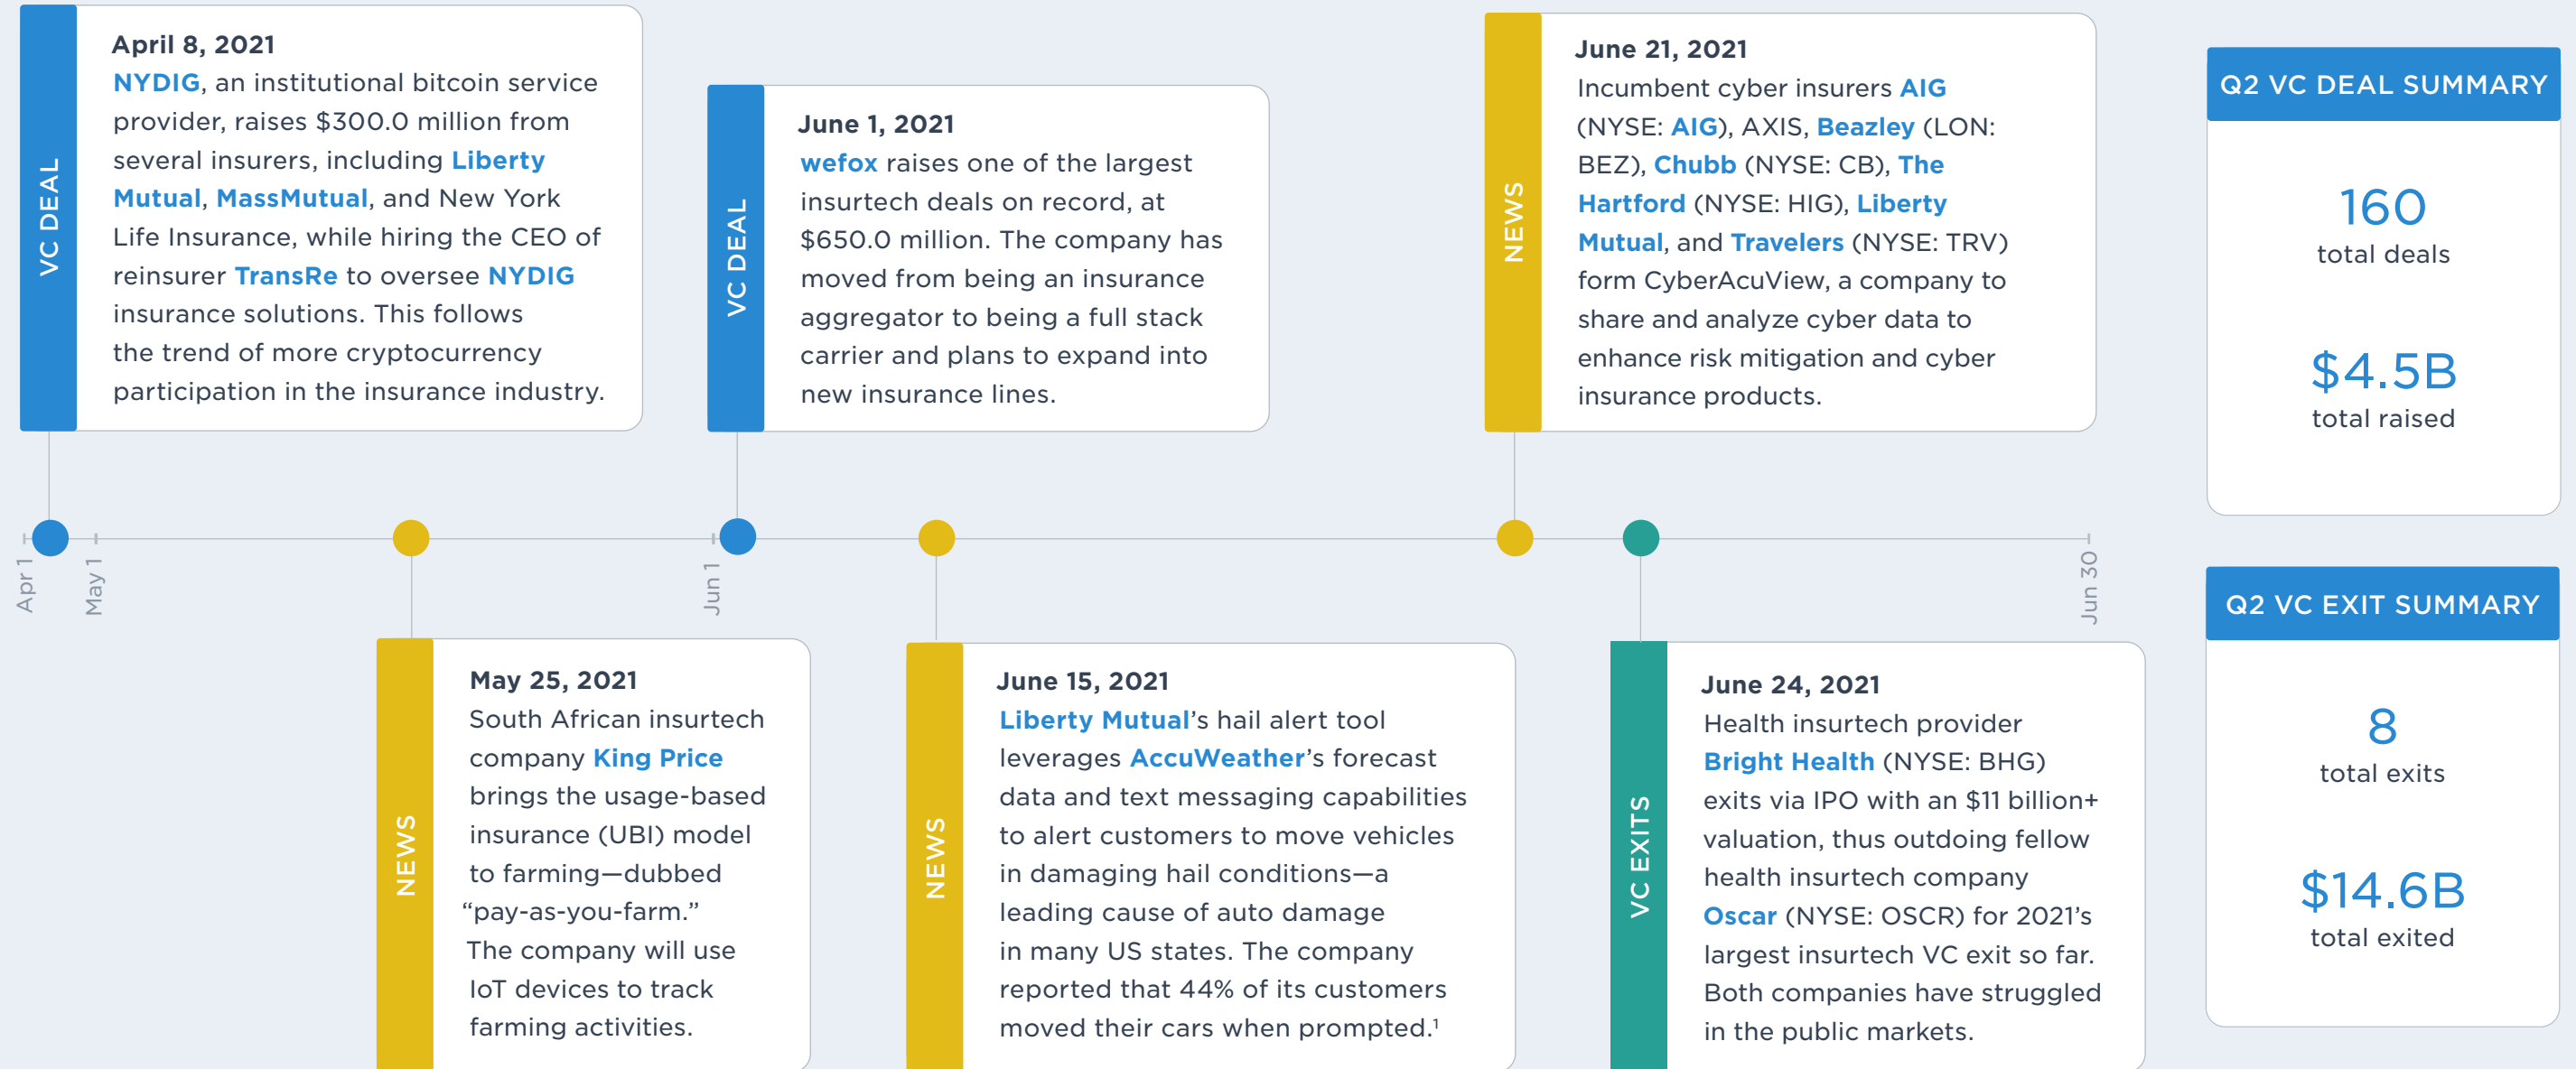 VC DEAL
April 8, 2021
NYDIG, an institutional bitcoin service
provider, raises $300.0 million from
several insurers, including Liberty
Mutual, MassMutual, and New York
Life Insurance, while hiring the CEO of
reinsurer TransRe to oversee NYDIG
insurance solutions. This follows
the trend of more cryptocurrency
participation in the insurance industry.
VC DEAL
June 1, 2021
wefox raises one of the largest
insurtech deals on record, at
$650.0 million. The company has
moved from being an insurance
aggregator to being a full stack
carrier and plans to expand into
new insurance lines.
NEWS
June 21, 2021
Incumbent cyber insurers AIG
(NYSE: AIG), AXIS, Beazley (LON:
BEZ), Chubb (NYSE: CB), The
Hartford (NYSE: HIG), Liberty
Mutual, and Travelers (NYSE: TRV)
form CyberAcuView, a company to
share and analyze cyber data to
enhance risk mitigation and cyber
insurance products.
Q2 VC DEAL SUMMARY
160
total deals
$4.5B
total raised
Apr 1
May 1
Jun 1
Jun 30
NEWS
May 25, 2021
South African insurtech
company King Price
brings the usage-based
insurance (UBI) model
to farming—dubbed
“pay-as-you-farm.”
The company will use
IoT devices to track
farming activities.
NEWS
June 15, 2021
Liberty Mutual’s hail alert tool
leverages AccuWeather’s forecast
data and text messaging capabilities
to alert customers to move vehicles
in damaging hail conditions—a
leading cause of auto damage
in many US states. The company
reported that 44% of its customers
moved their cars when prompted.¹
VC EXITS
June 24, 2021
Health insurtech provider
Bright Health (NYSE: BHG)
exits via IPO with an $11 billion+
valuation, thus outdoing fellow
health insurtech company
Oscar (NYSE: OSCR) for 2021’s
largest insurtech VC exit so far.
Both companies have struggled
in the public markets.
Q2 VC EXIT SUMMARY
8
total exits
$14.6B
total exited